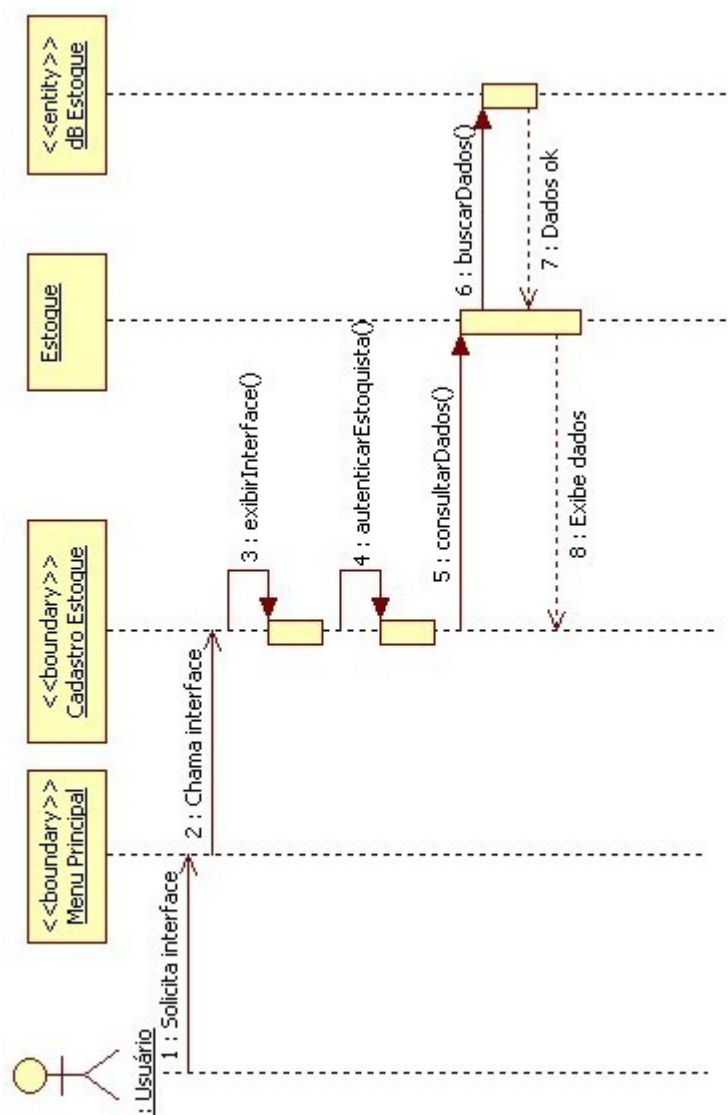 : Usuário
<<boundary>>
Menu Principal
<<boundary>>
Cadastro Estoque
Estoque
<<entity>>
dB Estoque
1 : Solicita interface
2 : Chama interface
3 : exibirInterface()
4 : autenticarEstoquista()
5 : consultarDados()
6 : buscarDados()
7 : Dados ok
8 : Exibe dados